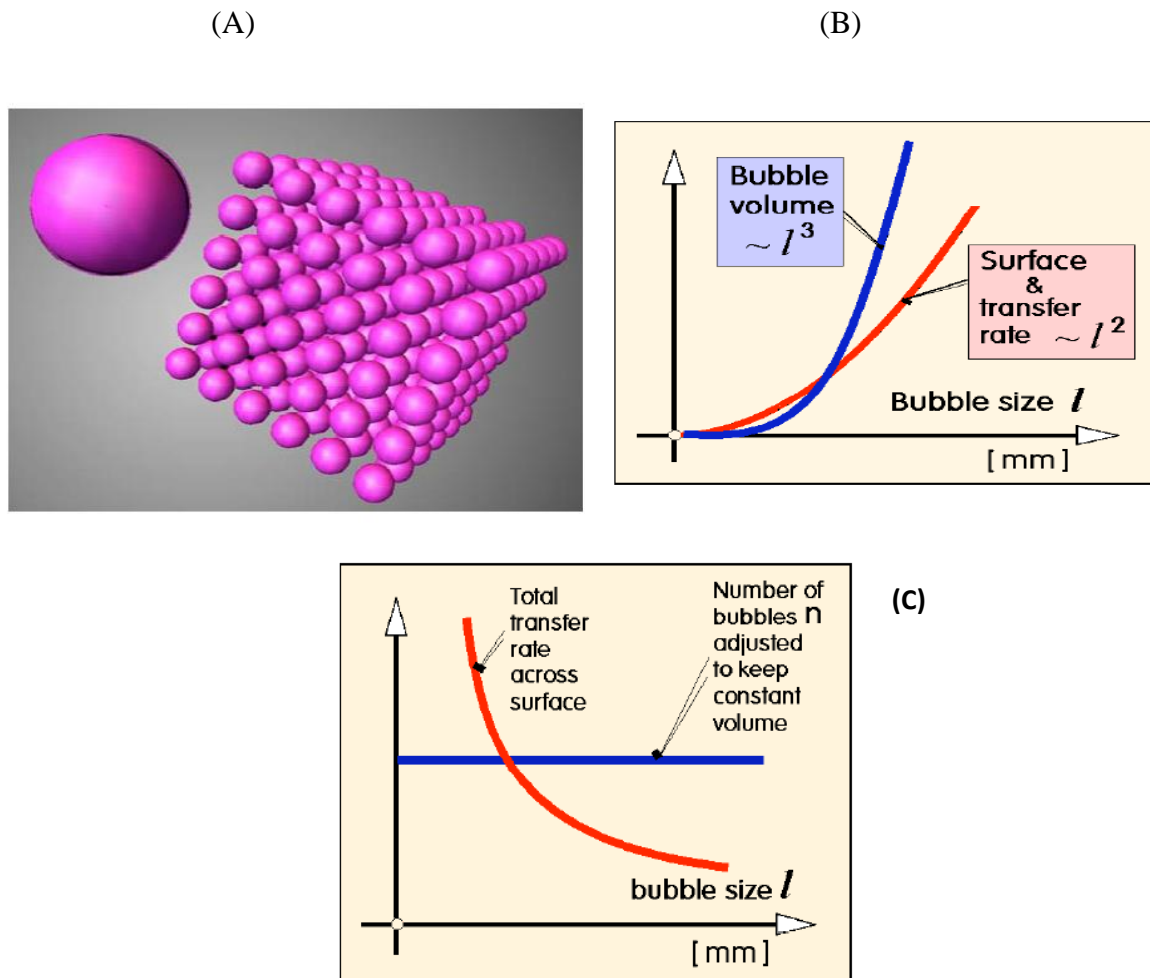 (A)
(B)
Bubble
volume
~ l³
Surface
&
transfer
rate ~ l²
Bubble size l
[ mm ]
Total
transfer
rate
across
surface
Number of
bubbles n
adjusted
to keep
constant
volume
(C)
bubble size l
[ mm ]